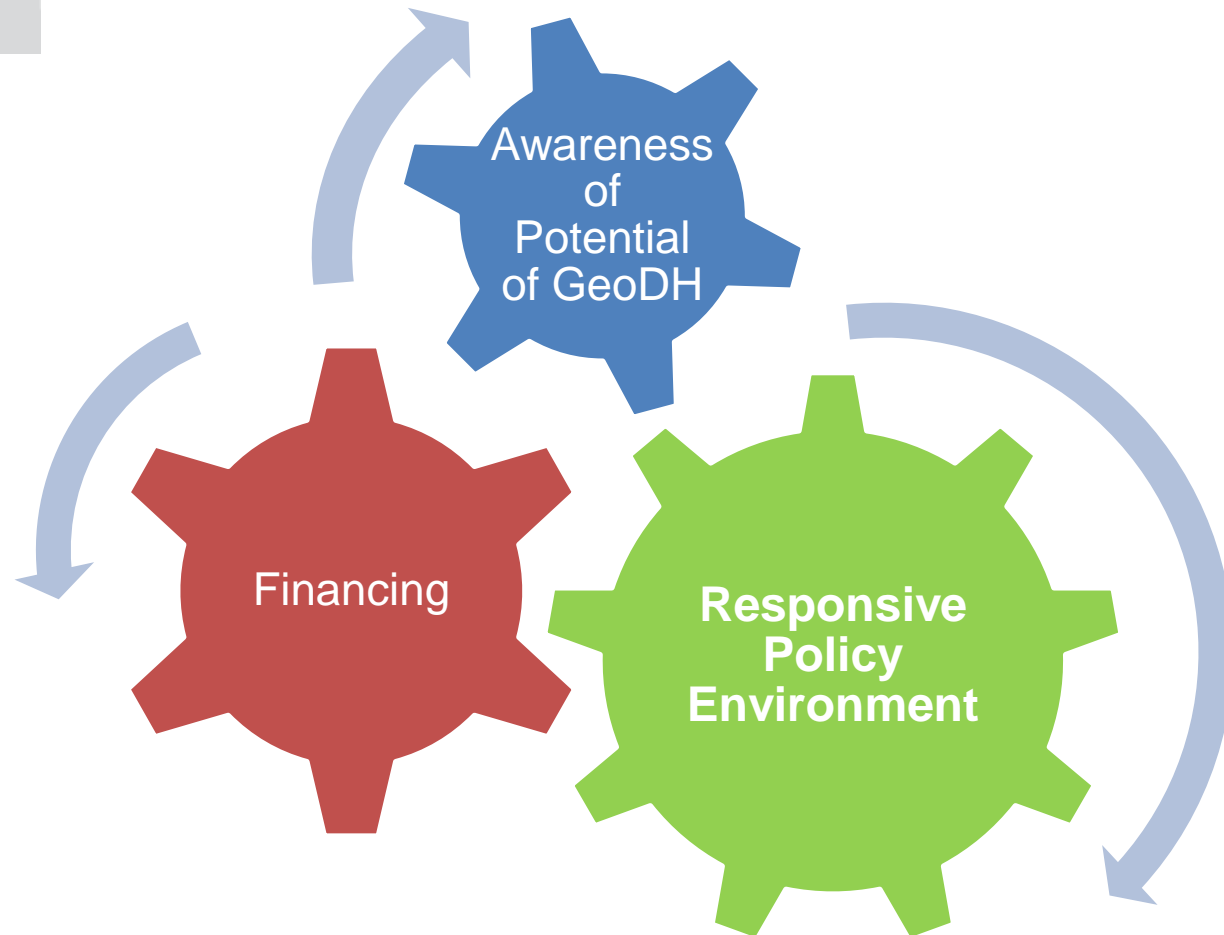 Awareness
of
Potential
of GeoDH
Financing
Responsive
Policy
Environment